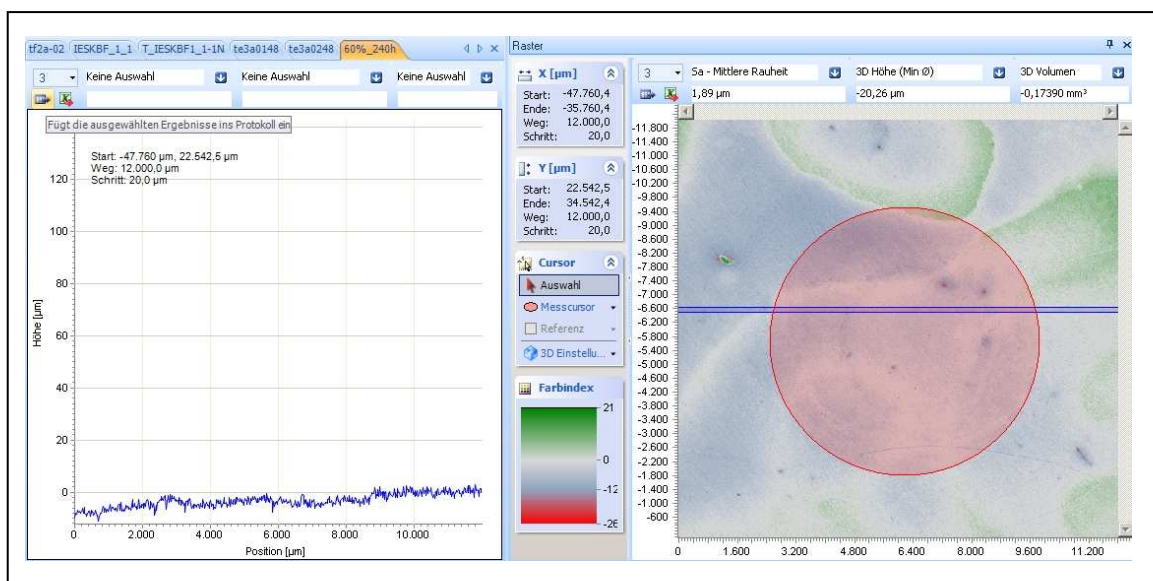 tf2a-02 IESKBF_1_1 T_IESKBF1_1-1N te3a0148 te3a0248 60%_240h
3 Keine Auswahl Keine Auswahl Keine Auswahl
Fügt die ausgewählten Ergebnisse ins Protokoll ein
Start: -47.760 µm, 22.542,5 µm
Weg: 12.000,0 µm
Schritt: 20,0 µm
Höhe [µm]
120
100
80
60
40
20
0
0 2.000 4.000 6.000 8.000 10.000
Position [µm]
Raster
X [µm]
Start: -47.760,4
Ende: -35.760,4
Weg: 12.000,0
Schritt: 20,0
Y [µm]
Start: 22.542,5
Ende: 34.542,4
Weg: 12.000,0
Schritt: 20,0
Cursor
Auswahl
Messcursor
Referenz
3D Einstellu...
Farbindex
21
0
-12
-26
3 Sa - Mittlere Rauheit 3D Höhe (Min Ø) 3D Volumen
1,89 µm -20,26 µm -0,17390 mm³
-11.800
-11.400
-11.000
-10.600
-10.200
-9.800
-9.400
-9.000
-8.600
-8.200
-7.800
-7.400
-7.000
-6.600
-6.200
-5.800
-5.400
-5.000
-4.600
-4.200
-3.800
-3.400
-3.000
-2.600
-2.200
-1.800
-1.400
-1.000
-600
0 1.600 3.200 4.800 6.400 8.000 9.600 11.200